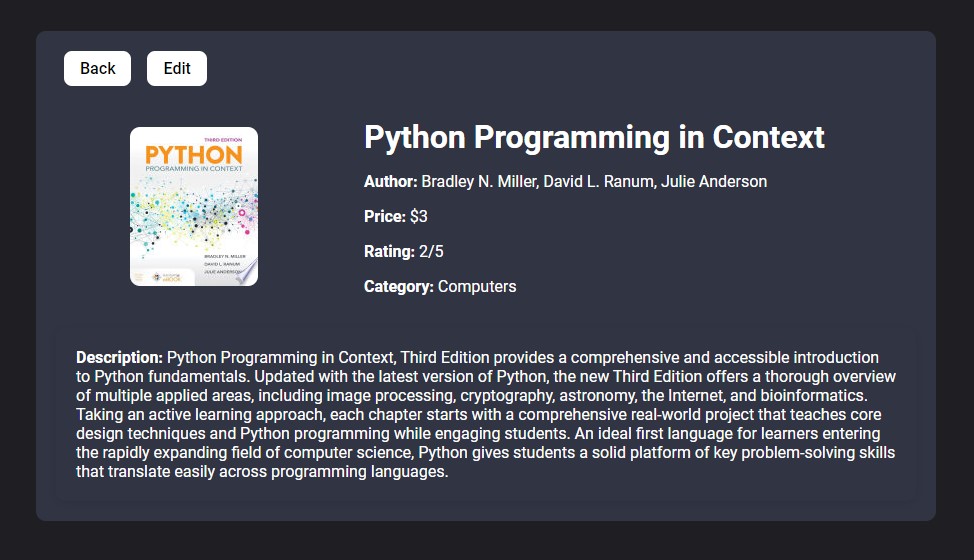 Back
Edit
THIRD EDITION
PYTHON
PROGRAMMING IN CONTEXT
BRADLEY N. MILLER
DAVID L. RANUM
JULIE ANDERSON
Python Programming in Context
Author: Bradley N. Miller, David L. Ranum, Julie Anderson
Price: $3
Rating: 2/5
Category: Computers
Description: Python Programming in Context, Third Edition provides a comprehensive and accessible introduction
to Python fundamentals. Updated with the latest version of Python, the new Third Edition offers a thorough overview
of multiple applied areas, including image processing, cryptography, astronomy, the Internet, and bioinformatics.
Taking an active learning approach, each chapter starts with a comprehensive real-world project that teaches core
design techniques and Python programming while engaging students. An ideal first language for learners entering
the rapidly expanding field of computer science, Python gives students a solid platform of key problem-solving skills
that translate easily across programming languages.